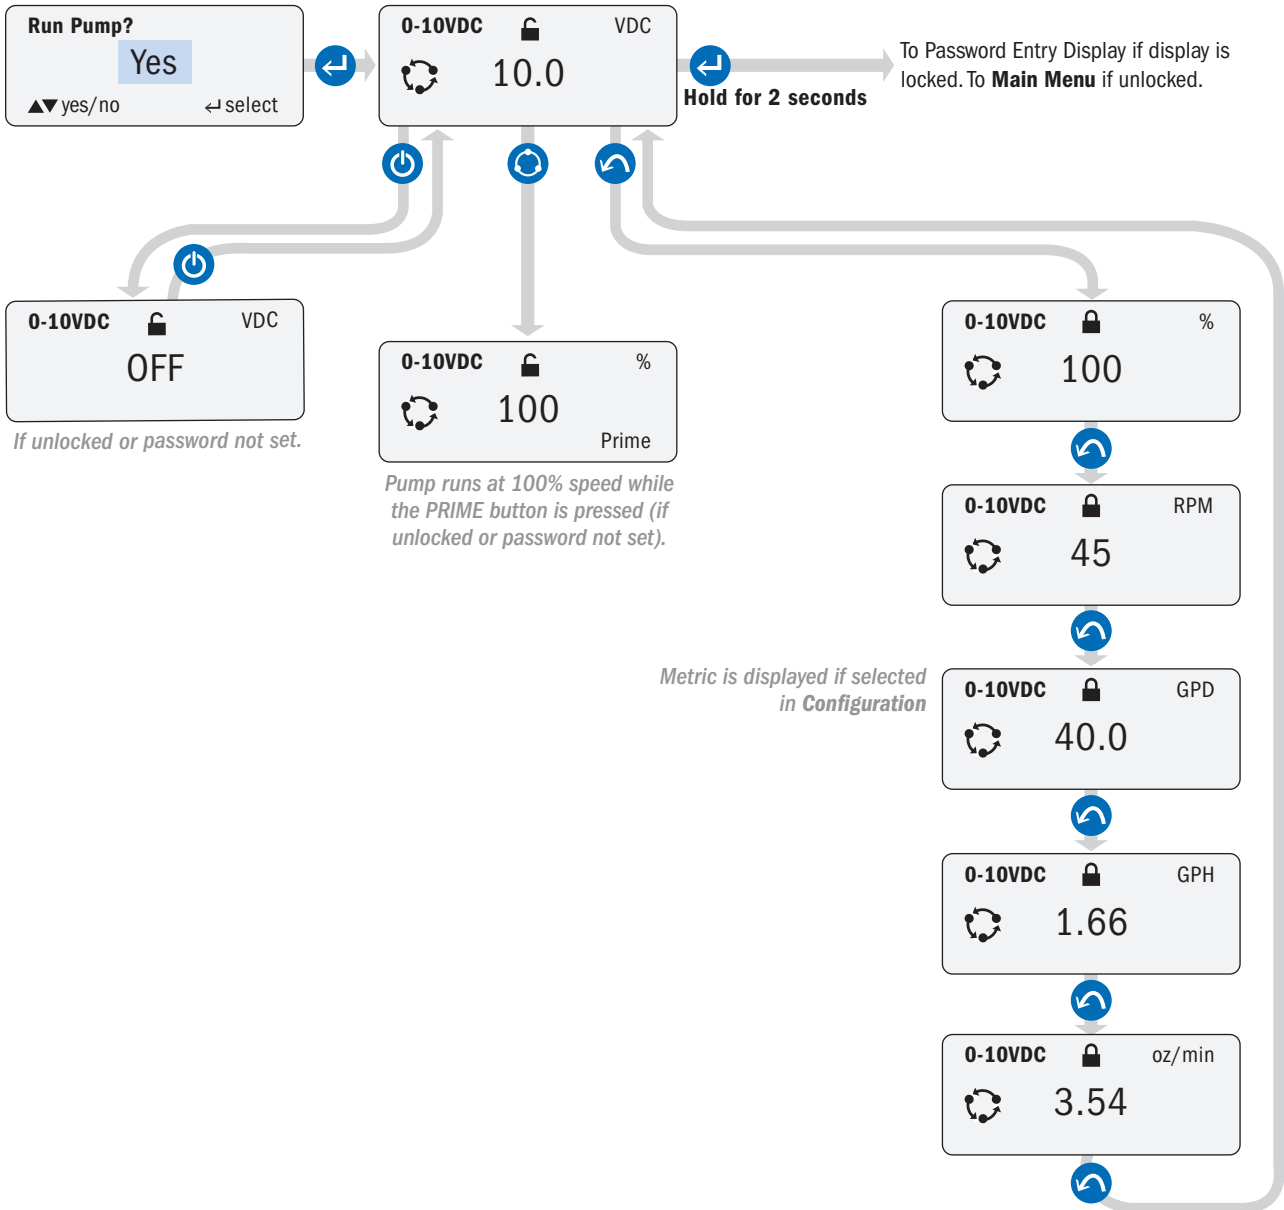 Run Pump?
Yes
▲▼ yes/no ↵ select
0-10VDC VDC
10.0
Hold for 2 seconds
To Password Entry Display if display is
locked. To Main Menu if unlocked.
0-10VDC VDC
OFF
If unlocked or password not set.
0-10VDC %
100
Prime
Pump runs at 100% speed while
the PRIME button is pressed (if
unlocked or password not set).
0-10VDC %
100
0-10VDC RPM
45
Metric is displayed if selected
in Configuration
0-10VDC GPD
40.0
0-10VDC GPH
1.66
0-10VDC oz/min
3.54